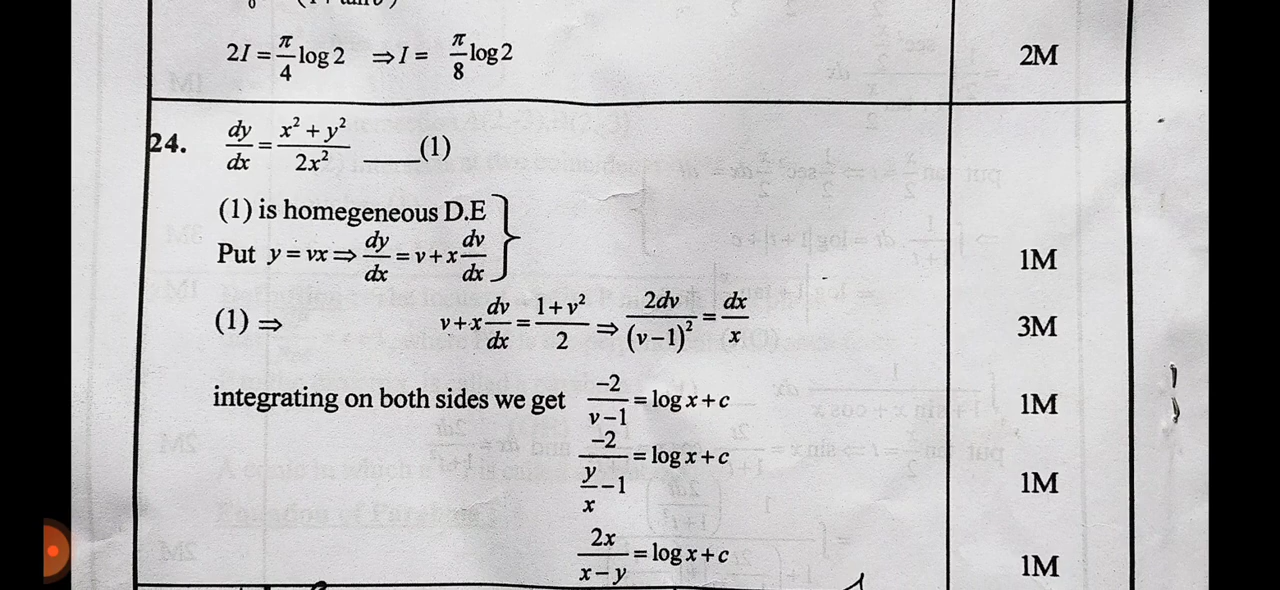 2I = π/4 log 2 ⇒ I = π/8 log 2 2M
24. dy/dx = (x² + y²)/(2x²) ____(1)
(1) is homegeneous D.E
Put y = vx ⇒ dy/dx = v + x dv/dx 1M
(1) ⇒ v + x dv/dx = (1 + v²)/2 ⇒ 2dv/(v−1)² = dx/x 3M
integrating on both sides we get −2/(v−1) = log x + c 1M
−2/(y/x − 1) = log x + c 1M
2x/(x − y) = log x + c 1M